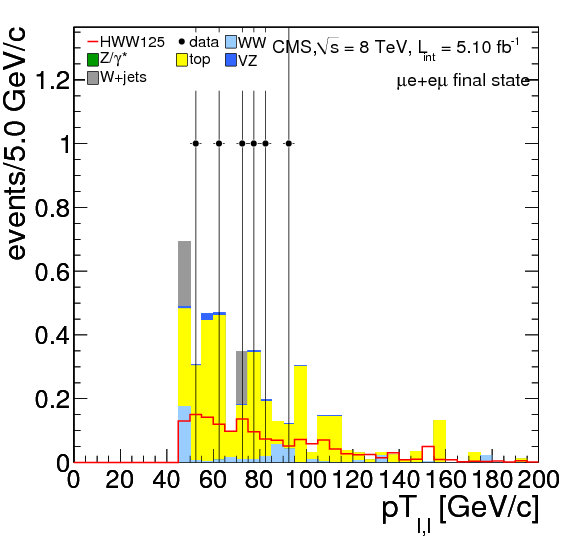 HWW125 data WW CMS,√s = 8 TeV, L_int = 5.10 fb^-1
Z/γ* top VZ
W+jets μe+eμ final state
events/5.0 GeV/c
1.2
1
0.8
0.6
0.4
0.2
0
0 20 40 60 80 100 120 140 160 180 200
pT_l,l [GeV/c]